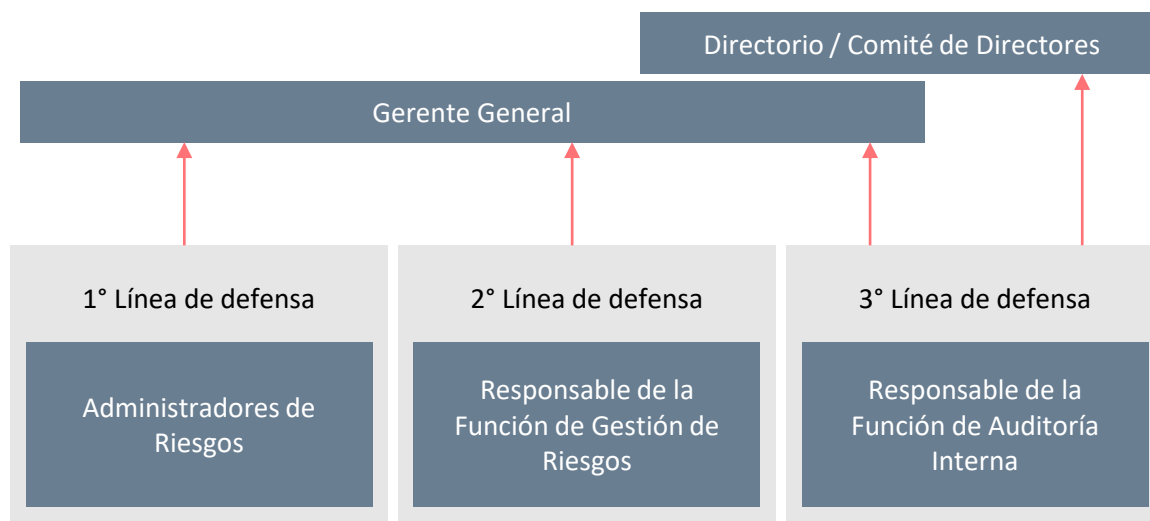 Directorio / Comité de Directores
Gerente General
1° Línea de defensa
Administradores de
Riesgos
2° Línea de defensa
Responsable de la
Función de Gestión de
Riesgos
3° Línea de defensa
Responsable de la
Función de Auditoría
Interna